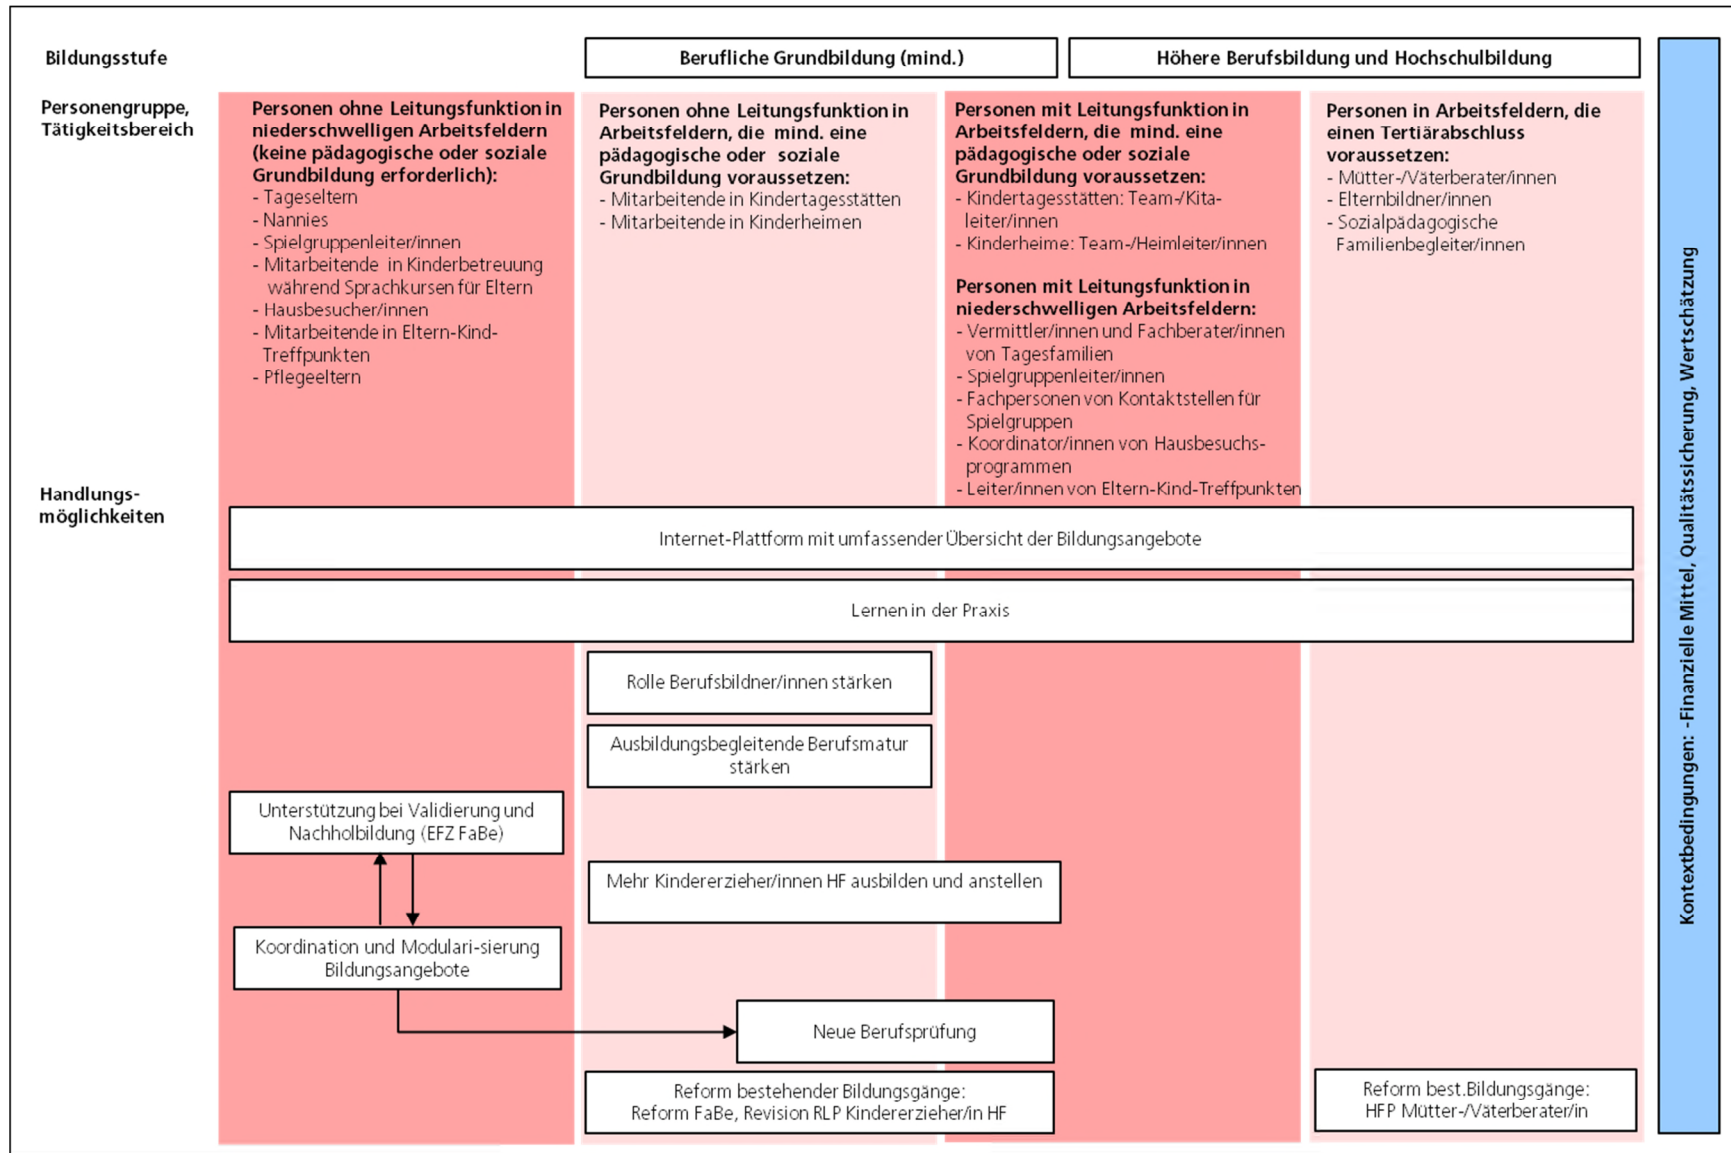 Bildungsstufe
Berufliche Grundbildung (mind.)
Höhere Berufsbildung und Hochschulbildung
Personengruppe,
Tätigkeitsbereich
Personen ohne Leitungsfunktion in
niederschwelligen Arbeitsfeldern
(keine pädagogische oder soziale
Grundbildung erforderlich):
- Tageseltern
- Nannies
- Spielgruppenleiter/innen
- Mitarbeitende in Kinderbetreuung
während Sprachkursen für Eltern
- Hausbesucher/innen
- Mitarbeitende in Eltern-Kind-
Treffpunkten
- Pflegeeltern
Personen ohne Leitungsfunktion in
Arbeitsfeldern, die mind. eine
pädagogische oder soziale
Grundbildung voraussetzen:
- Mitarbeitende in Kindertagesstätten
- Mitarbeitende in Kinderheimen
Personen mit Leitungsfunktion in
Arbeitsfeldern, die mind. eine
pädagogische oder soziale
Grundbildung voraussetzen:
- Kindertagesstätten: Team-/Kita-
leiter/innen
- Kinderheime: Team-/Heimleiter/innen
Personen mit Leitungsfunktion in
niederschwelligen Arbeitsfeldern:
- Vermittler/innen und Fachberater/innen
von Tagesfamilien
- Spielgruppenleiter/innen
- Fachpersonen von Kontaktstellen für
Spielgruppen
- Koordinator/innen von Hausbesuchs-
programmen
- Leiter/innen von Eltern-Kind-Treffpunkten
Personen in Arbeitsfeldern, die
einen Tertiärabschluss
voraussetzen:
- Mütter-/Väterberater/innen
- Elternbildner/innen
- Sozialpädagogische
Familienbegleiter/innen
Handlungs-
möglichkeiten
Internet-Plattform mit umfassender Übersicht der Bildungsangebote
Lernen in der Praxis
Rolle Berufsbildner/innen stärken
Ausbildungsbegleitende Berufsmatur
stärken
Unterstützung bei Validierung und
Nachholbildung (EFZ FaBe)
Mehr Kindererzieher/innen HF ausbilden und anstellen
Koordination und Modulari-sierung
Bildungsangebote
Neue Berufsprüfung
Reform bestehender Bildungsgänge:
Reform FaBe, Revision RLP Kindererzieher/in HF
Reform best.Bildungsgänge:
HFP Mütter-/Väterberater/in
Kontextbedingungen: -Finanzielle Mittel, Qualitätssicherung, Wertschätzung